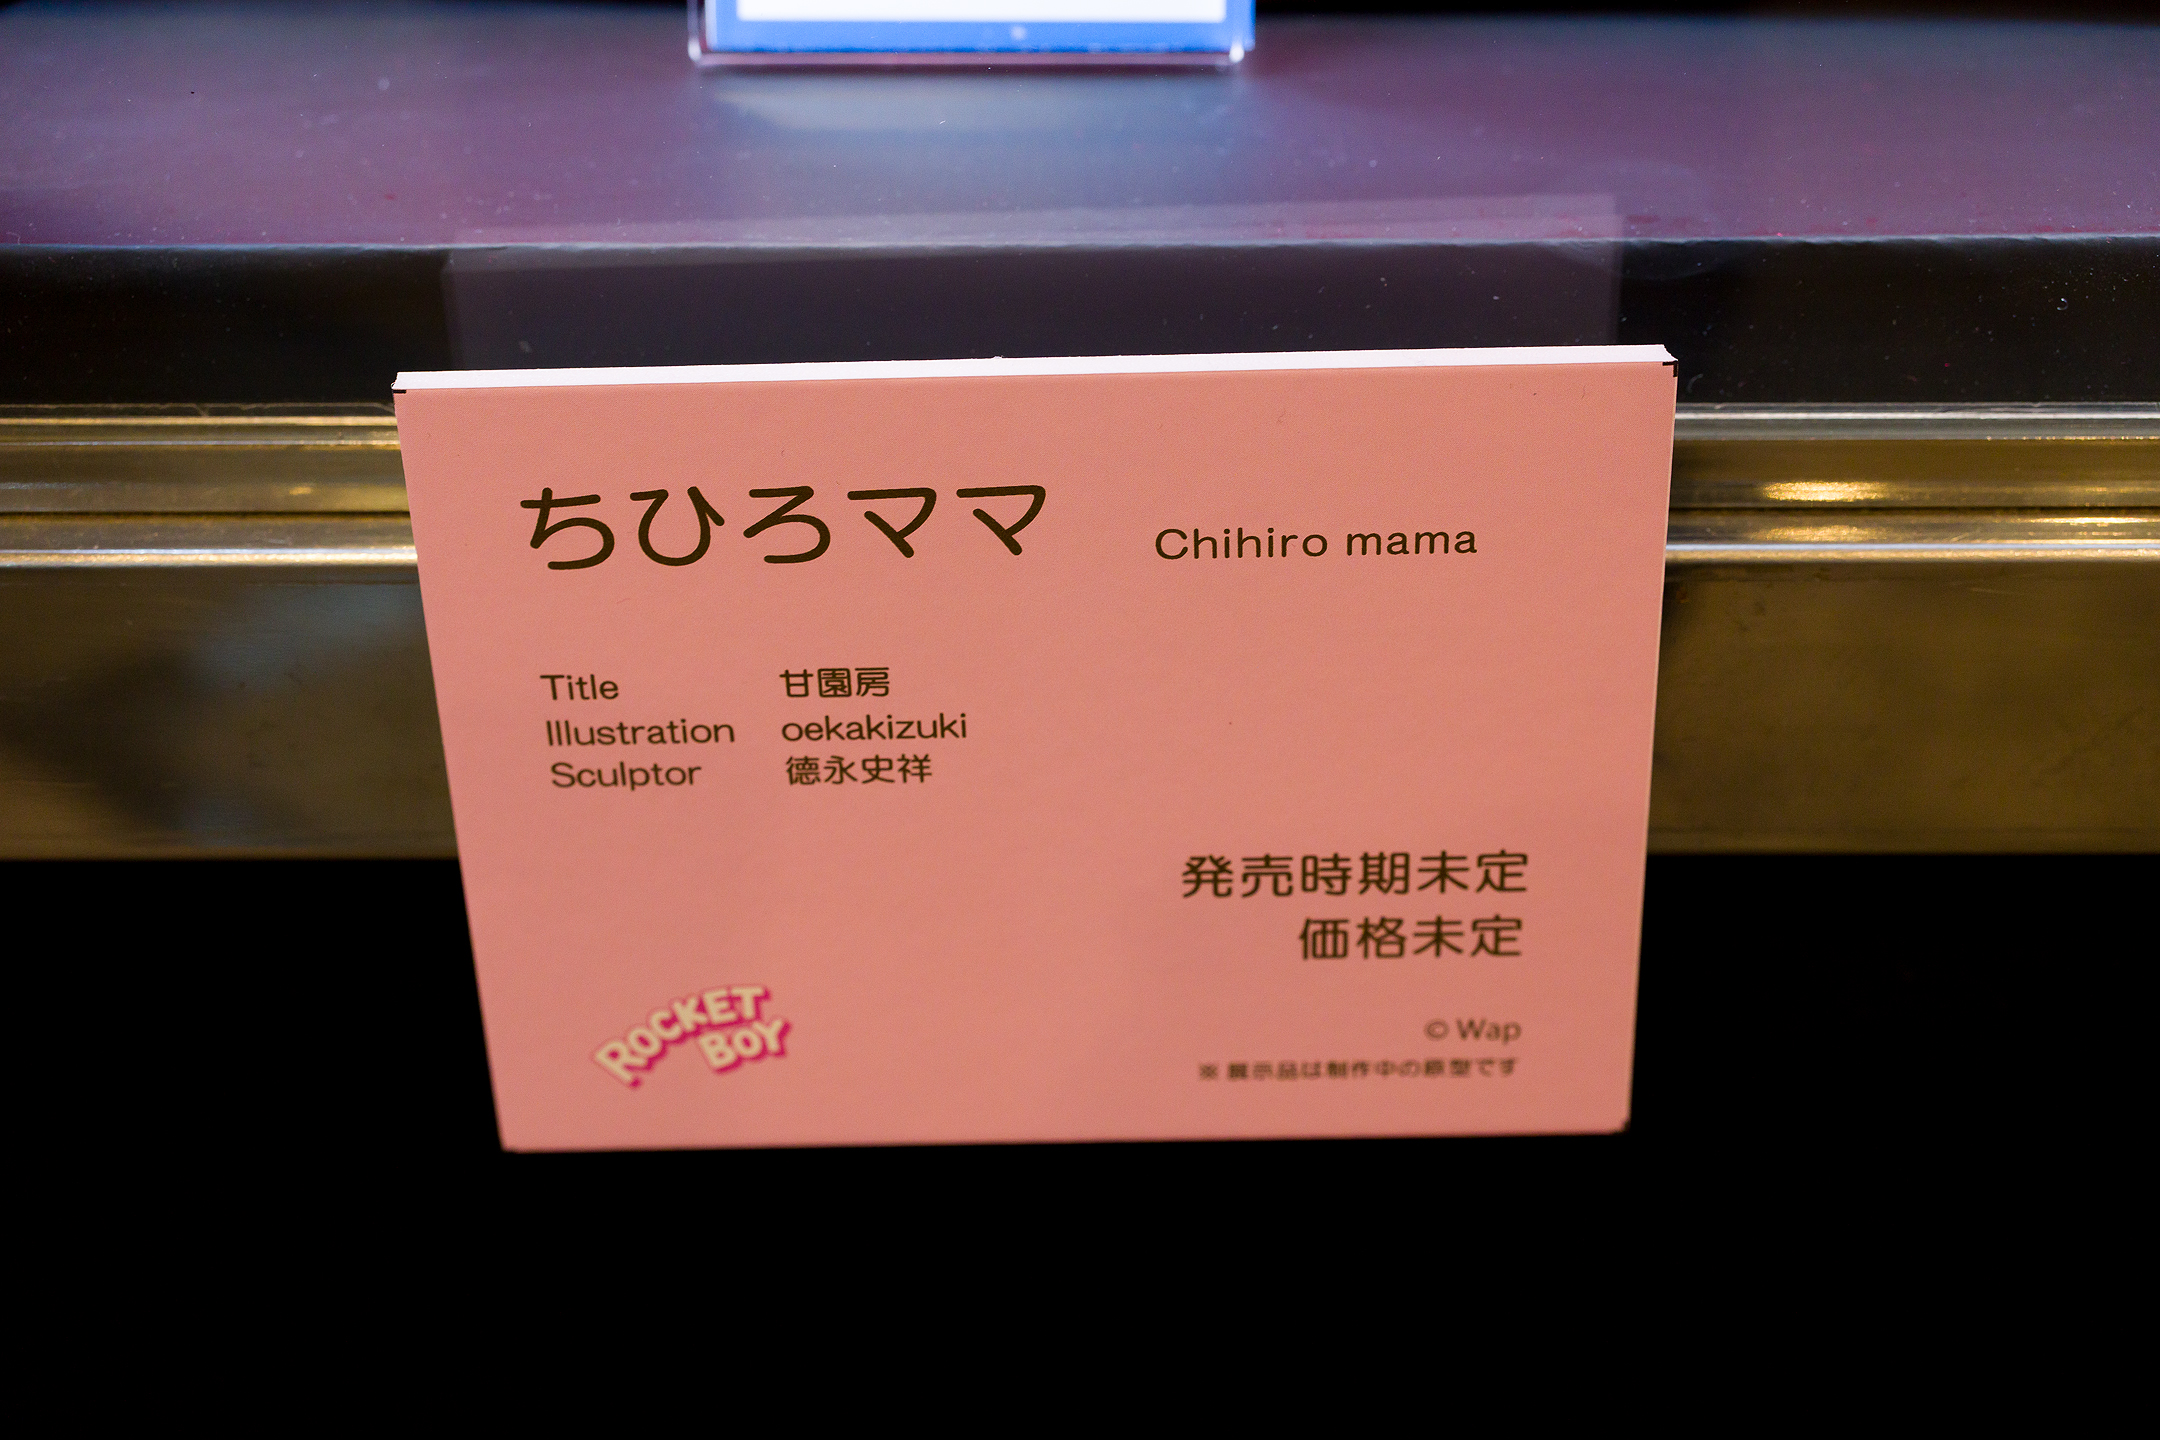 ちひろママ Chihiro mama
Title 甘園房
Illustration oekakizuki
Sculptor 德永史祥
発売時期未定
価格未定
ROCKET
BOY
© Wap
※ 展示品は制作中の原型です